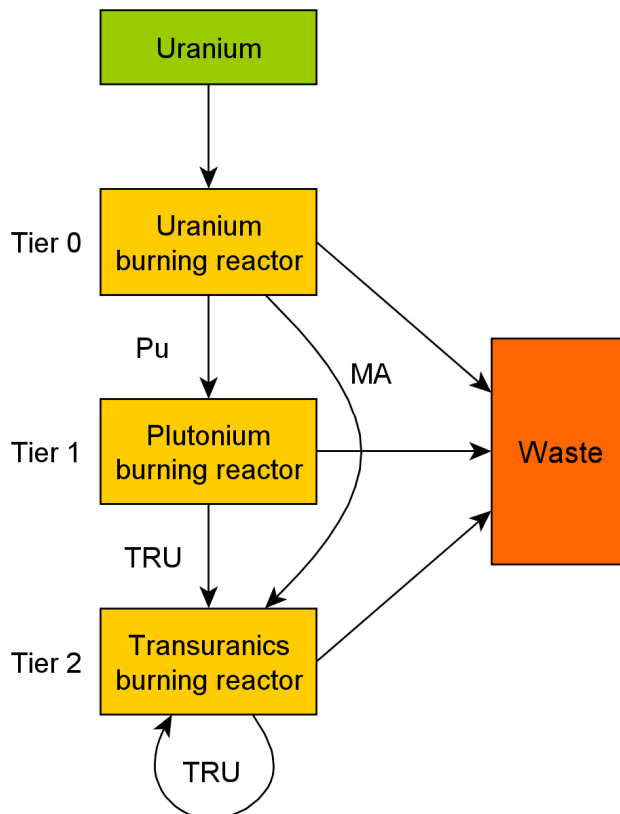 Uranium
Tier 0
Uranium
burning reactor
Pu
MA
Tier 1
Plutonium
burning reactor
Waste
TRU
Tier 2
Transuranics
burning reactor
TRU